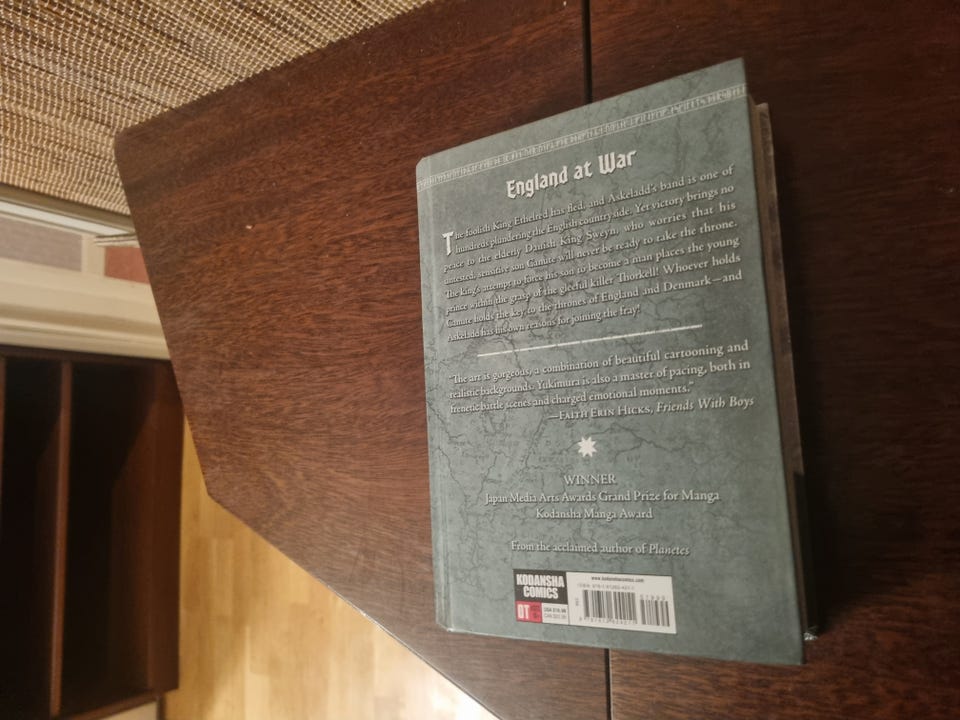 England at War
The foolish King Ethelred has fled, and Askeladd's band is one of
hundreds plundering the English countryside. Yet victory brings no
peace to the elderly Danish King Sweyn, who worries that his
untested, sensitive son Canute will never be ready to take the throne.
The king's attempt to force his son to become a man places the young
prince within the grasp of the gleeful killer Thorkell! Whoever holds
Canute holds the key to the thrones of England and Denmark—and
Askeladd has his own reasons for joining the fray!
"The art is gorgeous, a combination of beautiful cartooning and
realistic backgrounds. Yukimura is also a master of pacing, both in
frenetic battle scenes and charged emotional moments."
—Faith Erin Hicks, Friends With Boys
WINNER
Japan Media Arts Awards Grand Prize for Manga
Kodansha Manga Award
From the acclaimed author of Planetes
KODANSHA
COMICS
www.kodanshacomics.com
OT
USA $19.99